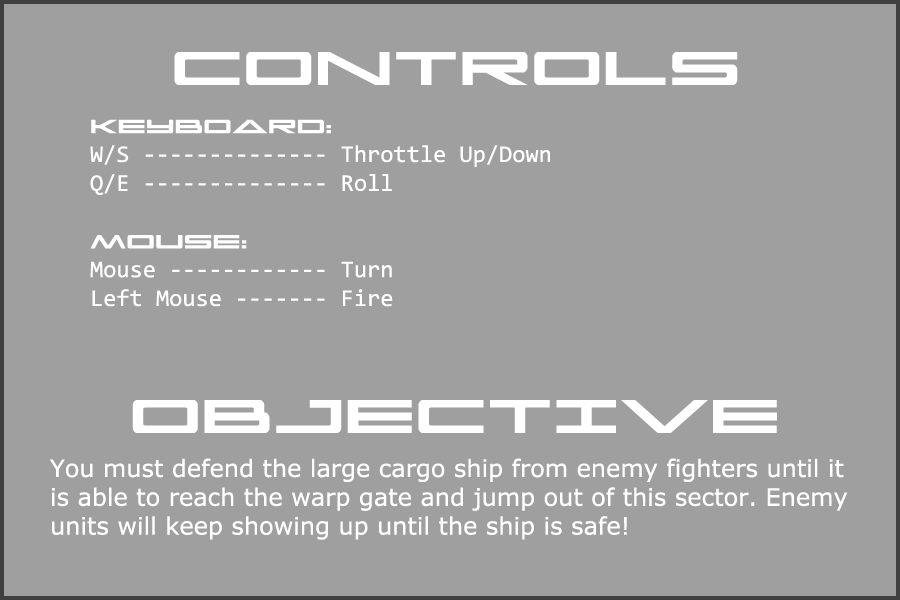 CONTROLS
KEYBOARD:
W/S -------------- Throttle Up/Down
Q/E -------------- Roll
MOUSE:
Mouse ------------ Turn
Left Mouse ------- Fire
OBJECTIVE
You must defend the large cargo ship from enemy fighters until it
is able to reach the warp gate and jump out of this sector. Enemy
units will keep showing up until the ship is safe!